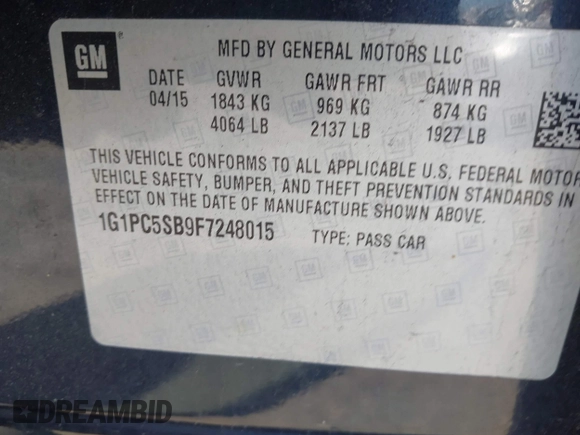 GM
MFD BY GENERAL MOTORS LLC
DATE GVWR GAWR FRT GAWR RR
04/15 1843 KG 969 KG 874 KG
4064 LB 2137 LB 1927 LB
THIS VEHICLE CONFORMS TO ALL APPLICABLE U.S. FEDERAL MOTOR
VEHICLE SAFETY, BUMPER, AND THEFT PREVENTION STANDARDS IN
EFFECT ON THE DATE OF MANUFACTURE SHOWN ABOVE.
1G1PC5SB9F7248015 TYPE: PASS CAR
DREAMBID